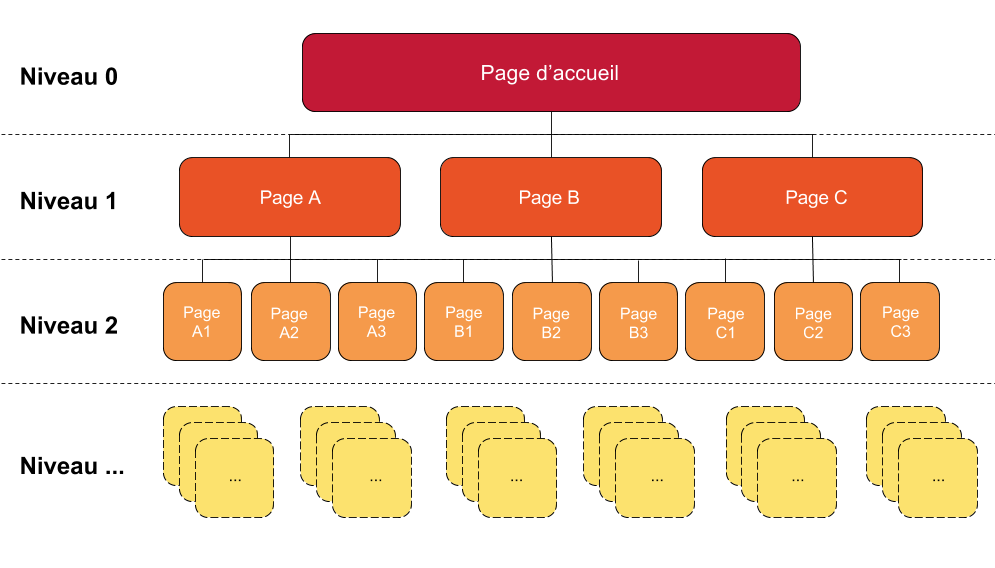 Niveau 0
Page d’accueil
Niveau 1
Page A
Page B
Page C
Niveau 2
Page
A1
Page
A2
Page
A3
Page
B1
Page
B2
Page
B3
Page
C1
Page
C2
Page
C3
Niveau ...
...
...
...
...
...
...